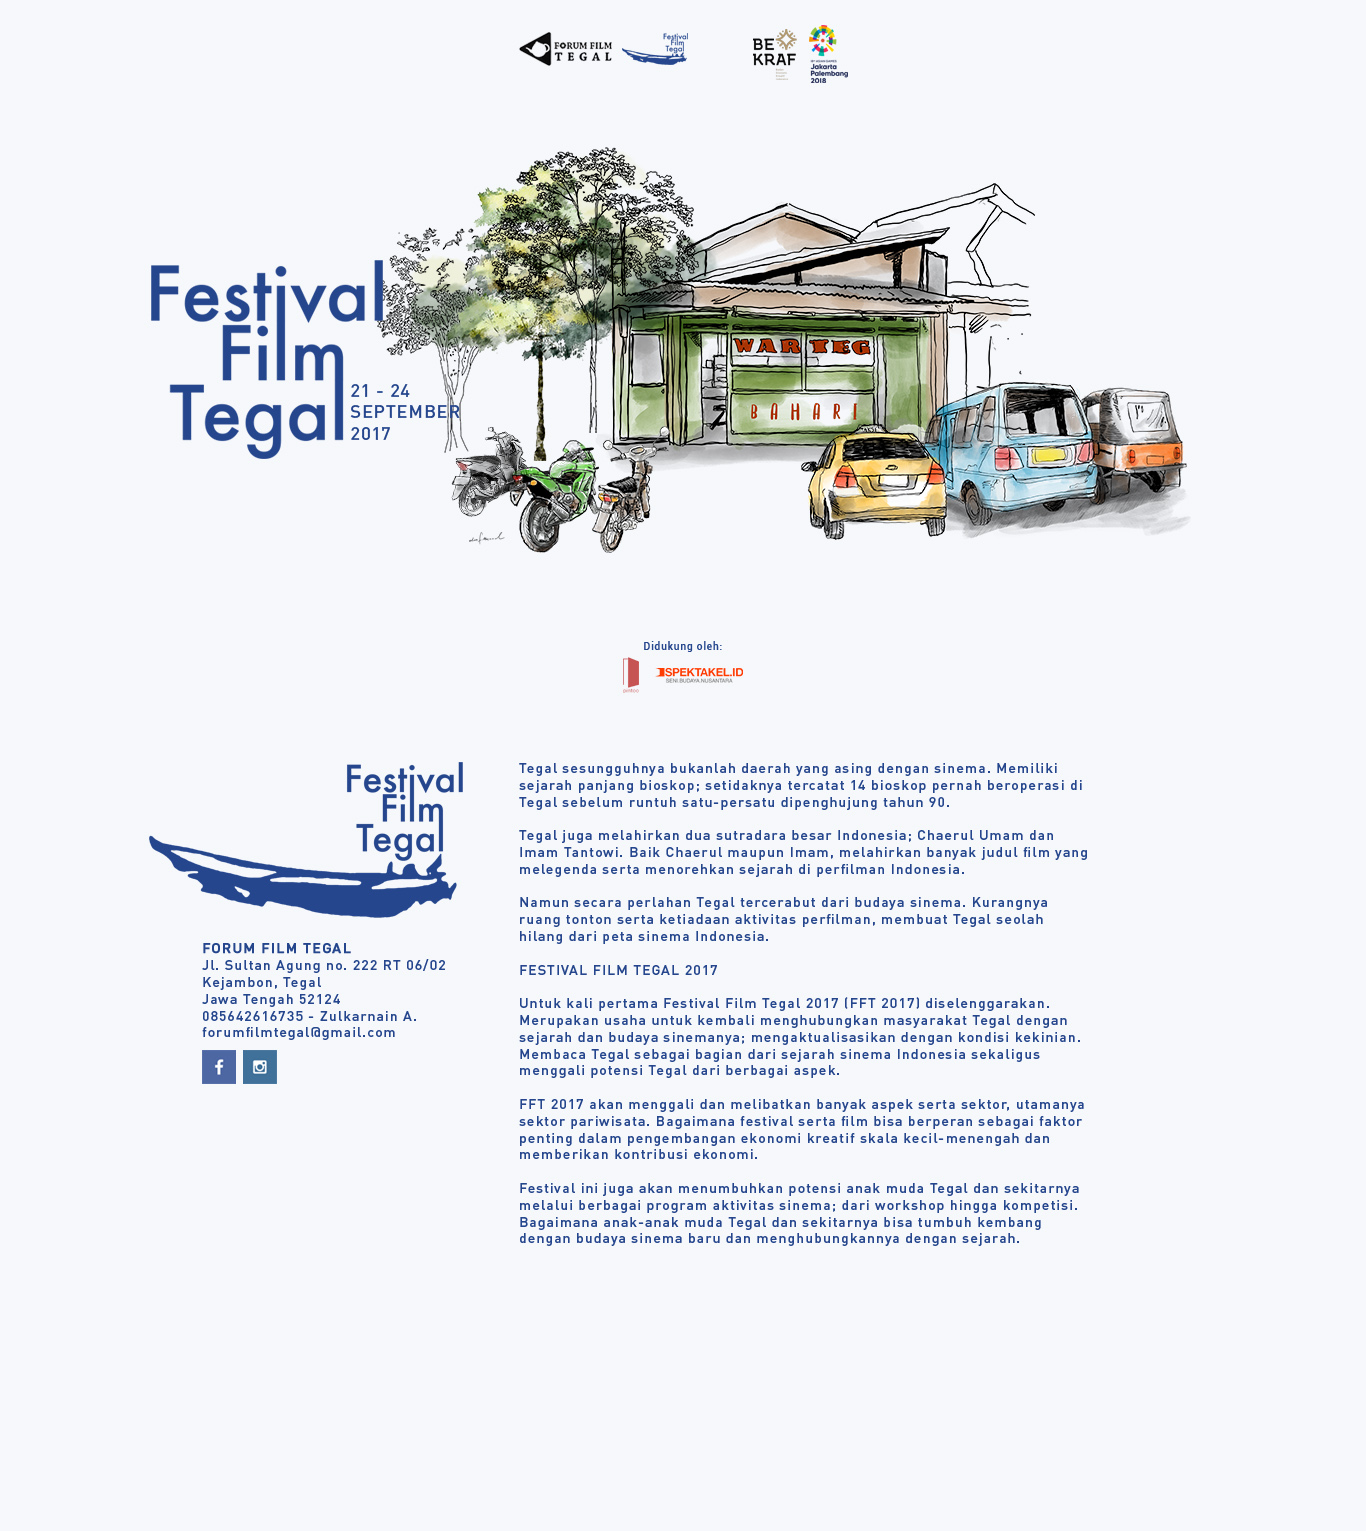 FORUM FILM
TEGAL
Festival
Film
Tegal
BE
KRAF
Jakarta
Palembang
2018
Festival
Film
Tegal
21 - 24
SEPTEMBER
2017
WARTEG
BAHARI
Didukung oleh:
SPEKTAKEL.ID
SENI BUDAYA NUSANTARA
Festival
Film
Tegal
FORUM FILM TEGAL
Jl. Sultan Agung no. 222 RT 06/02
Kejambon, Tegal
Jawa Tengah 52124
085642616735 - Zulkarnain A.
forumfilmtegal@gmail.com
Tegal sesungguhnya bukanlah daerah yang asing dengan sinema. Memiliki
sejarah panjang bioskop; setidaknya tercatat 14 bioskop pernah beroperasi di
Tegal sebelum runtuh satu-persatu dipenghujung tahun 90.
Tegal juga melahirkan dua sutradara besar Indonesia; Chaerul Umam dan
Imam Tantowi. Baik Chaerul maupun Imam, melahirkan banyak judul film yang
melegenda serta menorehkan sejarah di perfilman Indonesia.
Namun secara perlahan Tegal tercerabut dari budaya sinema. Kurangnya
ruang tonton serta ketiadaan aktivitas perfilman, membuat Tegal seolah
hilang dari peta sinema Indonesia.
FESTIVAL FILM TEGAL 2017
Untuk kali pertama Festival Film Tegal 2017 (FFT 2017) diselenggarakan.
Merupakan usaha untuk kembali menghubungkan masyarakat Tegal dengan
sejarah dan budaya sinemanya; mengaktualisasikan dengan kondisi kekinian.
Membaca Tegal sebagai bagian dari sejarah sinema Indonesia sekaligus
menggali potensi Tegal dari berbagai aspek.
FFT 2017 akan menggali dan melibatkan banyak aspek serta sektor, utamanya
sektor pariwisata. Bagaimana festival serta film bisa berperan sebagai faktor
penting dalam pengembangan ekonomi kreatif skala kecil-menengah dan
memberikan kontribusi ekonomi.
Festival ini juga akan menumbuhkan potensi anak muda Tegal dan sekitarnya
melalui berbagai program aktivitas sinema; dari workshop hingga kompetisi.
Bagaimana anak-anak muda Tegal dan sekitarnya bisa tumbuh kembang
dengan budaya sinema baru dan menghubungkannya dengan sejarah.